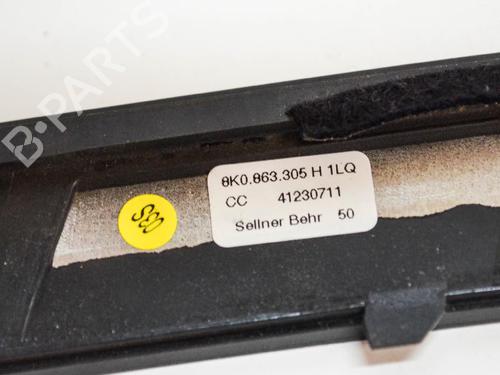 B-PARTS
8K0.863.305 H 1LQ
CC 41230711
Sellner Behr 50